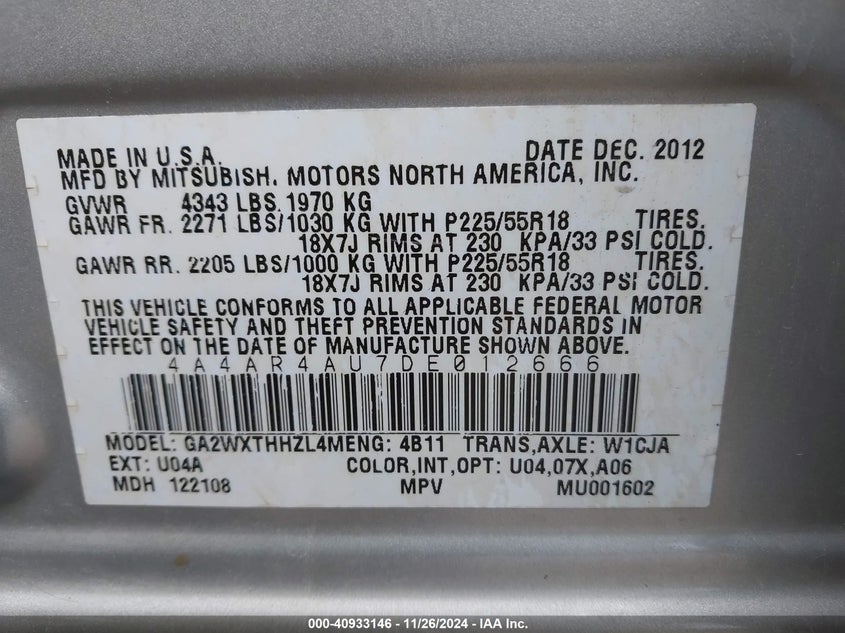 MADE IN U.S.A. DATE DEC. 2012
MFD BY MITSUBISHI MOTORS NORTH AMERICA, INC.
GVWR 4343 LBS. 1970 KG
GAWR FR. 2271 LBS/1030 KG WITH P225/55R18 TIRES.
18X7J RIMS AT 230 KPA/33 PSI COLD.
GAWR RR. 2205 LBS/1000 KG WITH P225/55R18 TIRES.
18X7J RIMS AT 230 KPA/33 PSI COLD.
THIS VEHICLE CONFORMS TO ALL APPLICABLE FEDERAL MOTOR
VEHICLE SAFETY AND THEFT PREVENTION STANDARDS IN
EFFECT ON THE DATE OF MANUFACTURE SHOWN ABOVE.
4A4AR4AU7DE012666
MODEL: GA2WXTHHZL4M ENG: 4B11 TRANS,AXLE: W1CJA
EXT: U04A COLOR,INT,OPT: U04,07X,A06
MDH 122108 MPV MU001602
000-40933146 - 11/26/2024 - © IAA Inc.